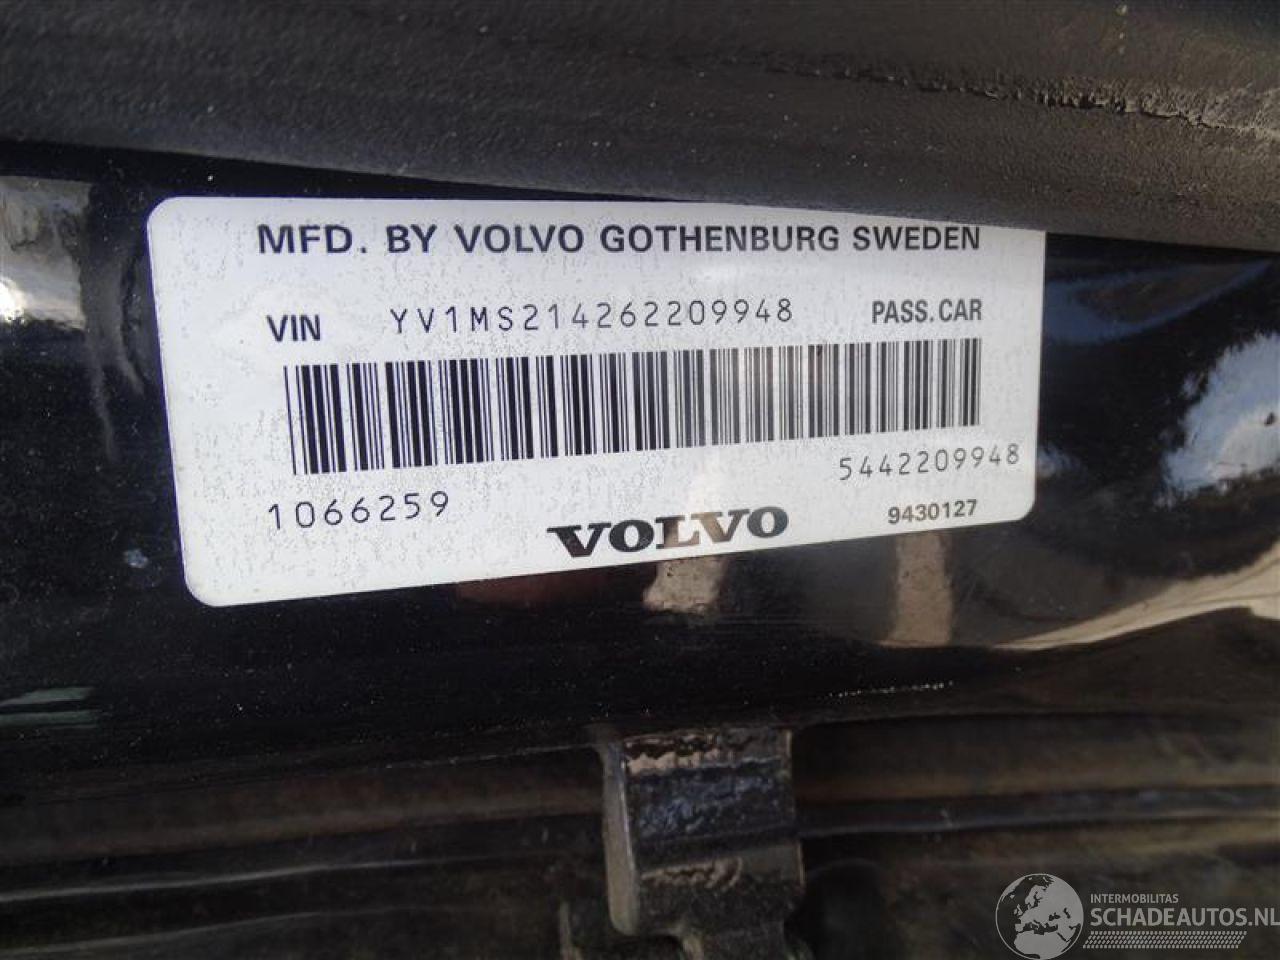 MFD. BY VOLVO GOTHENBURG SWEDEN
VIN YV1MS214262209948 PASS.CAR
5442209948
1066259
VOLVO 9430127
INTERMOBILITAS
SCHADEAUTOS.NL